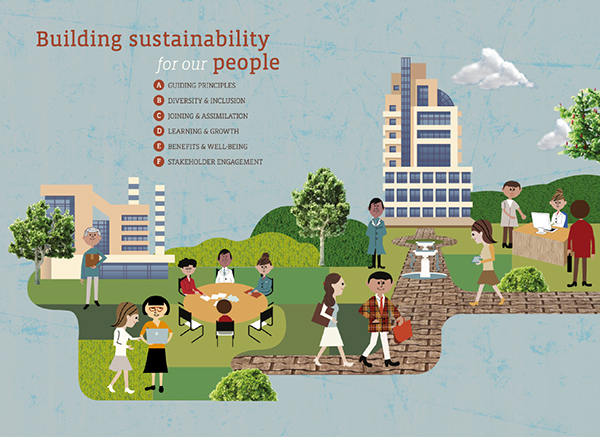 Building sustainability
for our people
A GUIDING PRINCIPLES
B DIVERSITY & INCLUSION
C JOINING & ASSIMILATION
D LEARNING & GROWTH
E BENEFITS & WELL-BEING
F STAKEHOLDER ENGAGEMENT